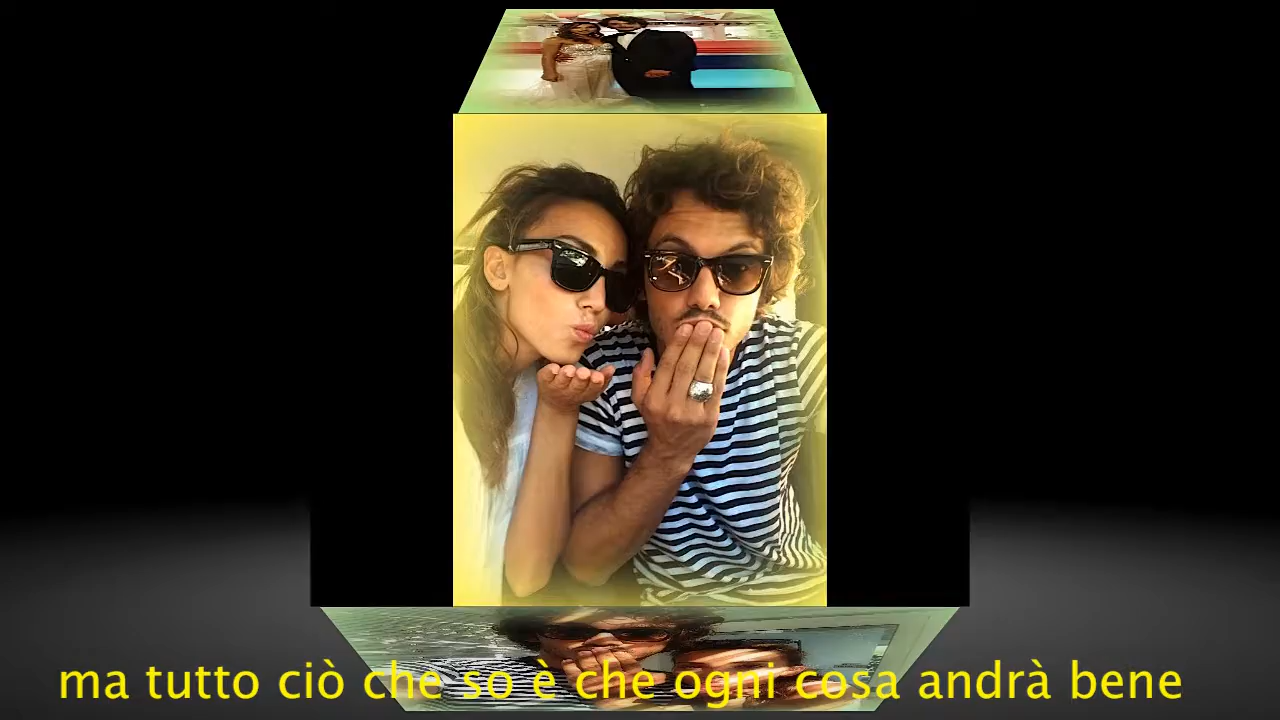 ma tutto ciò che so è che ogni cosa andrà bene